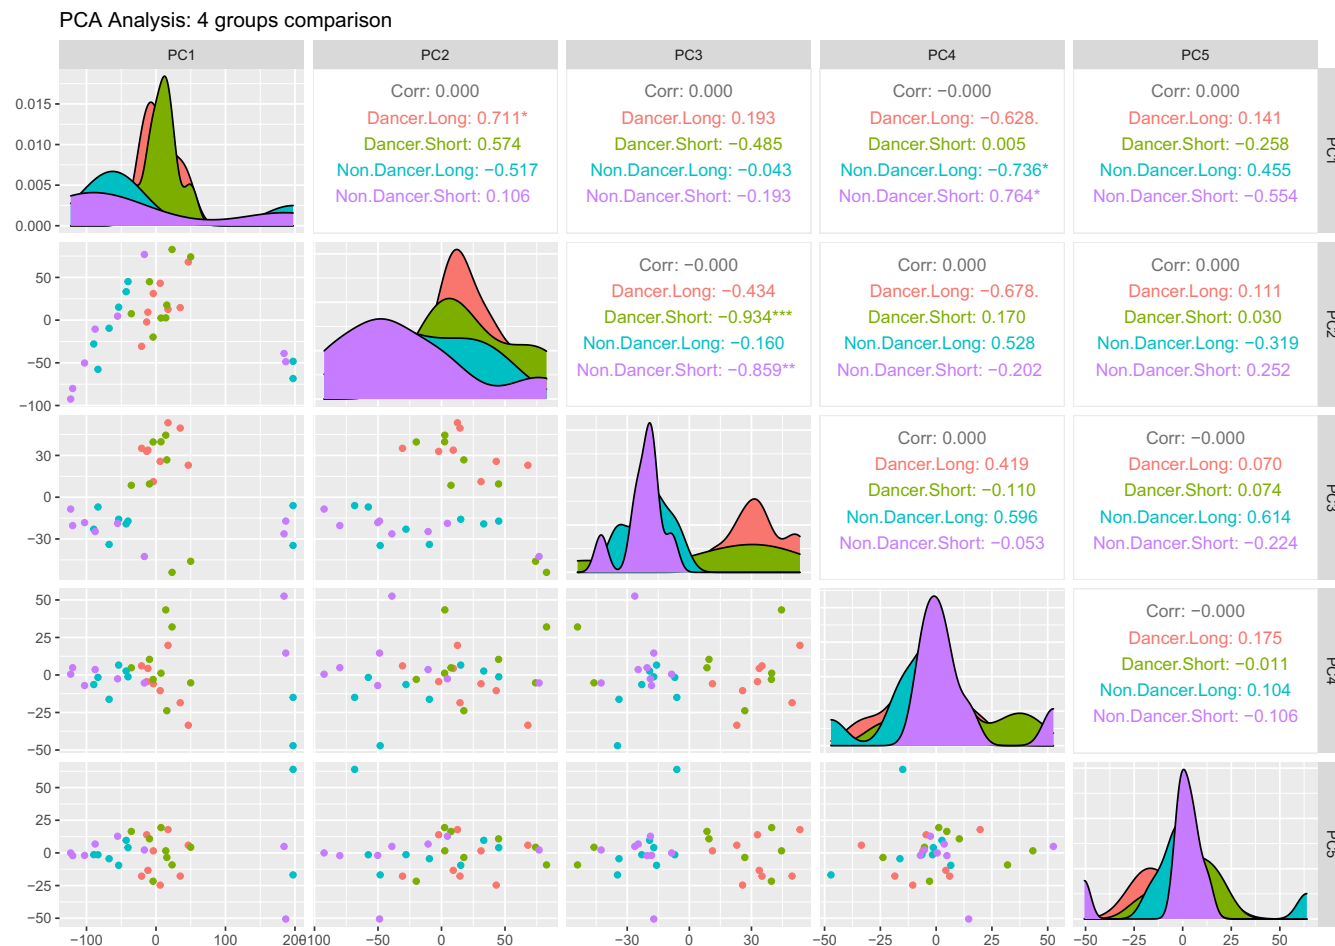 PCA Analysis: 4 groups comparison
PC1 PC2 PC3 PC4 PC5
0.015
0.010
0.005
0.000
Corr: 0.000
Dancer.Long: 0.711*
Dancer.Short: 0.574
Non.Dancer.Long: −0.517
Non.Dancer.Short: 0.106
Corr: 0.000
Dancer.Long: 0.193
Dancer.Short: −0.485
Non.Dancer.Long: −0.043
Non.Dancer.Short: −0.193
Corr: −0.000
Dancer.Long: −0.628.
Dancer.Short: 0.005
Non.Dancer.Long: −0.736*
Non.Dancer.Short: 0.764*
Corr: 0.000
Dancer.Long: 0.141
Dancer.Short: −0.258
Non.Dancer.Long: 0.455
Non.Dancer.Short: −0.554
PC1
50
0
−50
−100
Corr: −0.000
Dancer.Long: −0.434
Dancer.Short: −0.934***
Non.Dancer.Long: −0.160
Non.Dancer.Short: −0.859**
Corr: 0.000
Dancer.Long: −0.678.
Dancer.Short: 0.170
Non.Dancer.Long: 0.528
Non.Dancer.Short: −0.202
Corr: 0.000
Dancer.Long: 0.111
Dancer.Short: 0.030
Non.Dancer.Long: −0.319
Non.Dancer.Short: 0.252
PC2
30
0
−30
Corr: 0.000
Dancer.Long: 0.419
Dancer.Short: −0.110
Non.Dancer.Long: 0.596
Non.Dancer.Short: −0.053
Corr: −0.000
Dancer.Long: 0.070
Dancer.Short: 0.074
Non.Dancer.Long: 0.614
Non.Dancer.Short: −0.224
PC3
50
25
0
−25
−50
Corr: −0.000
Dancer.Long: 0.175
Dancer.Short: −0.011
Non.Dancer.Long: 0.104
Non.Dancer.Short: −0.106
PC4
50
25
0
−25
−50
PC5
−100 0 100 200
−100 −50 0 50
−30 0 30
−50 −25 0 25 50
−50 −25 0 25 50